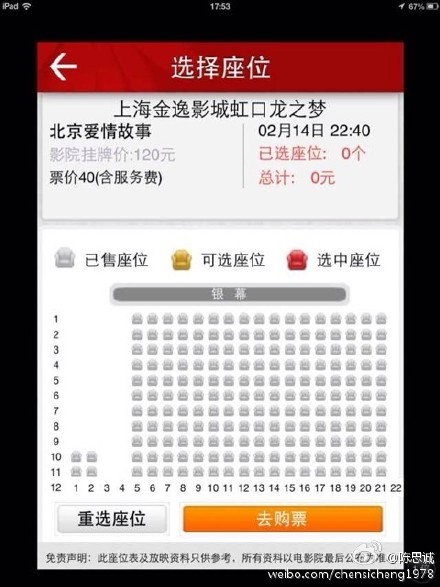 iPad 17:53 67%
选择座位
上海金逸影城虹口龙之梦
北京爱情故事 02月14日 22:40
影院挂牌价:120元 已选座位: 0个
票价40(含服务费) 总计: 0元
已售座位 可选座位 选中座位
银幕
1
2
3
4
5
6
7
8
9
10
11
12 1 2 3 4 5 6 7 8 9 10 11 12 13 14 15 16 17 18 19 20 21 22
重选座位 去购票
免责声明: 此座位表及放映资料只供参考, 所有资料以电影院最后公布为准
@陈思诚
weibo.com/chensicheng1978